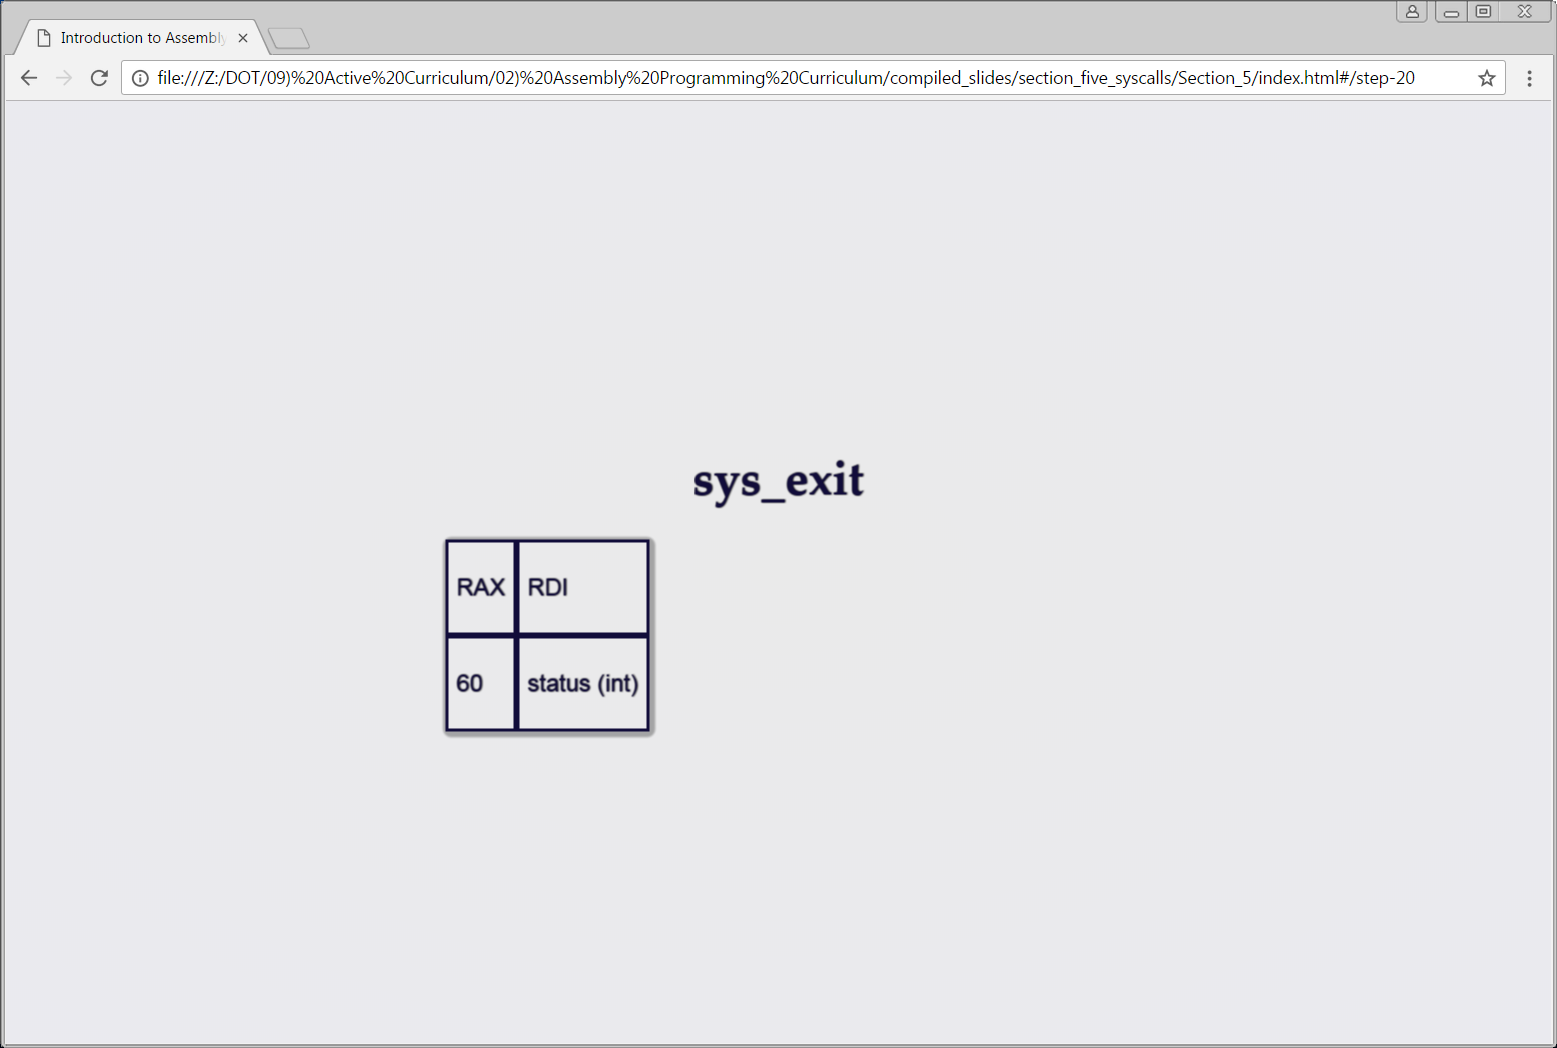 Introduction to Assembly
file:///Z:/DOT/09)%20Active%20Curriculum/02)%20Assembly%20Programming%20Curriculum/compiled_slides/section_five_syscalls/Section_5/index.html#/step-20
sys_exit
RAX RDI
60 status (int)